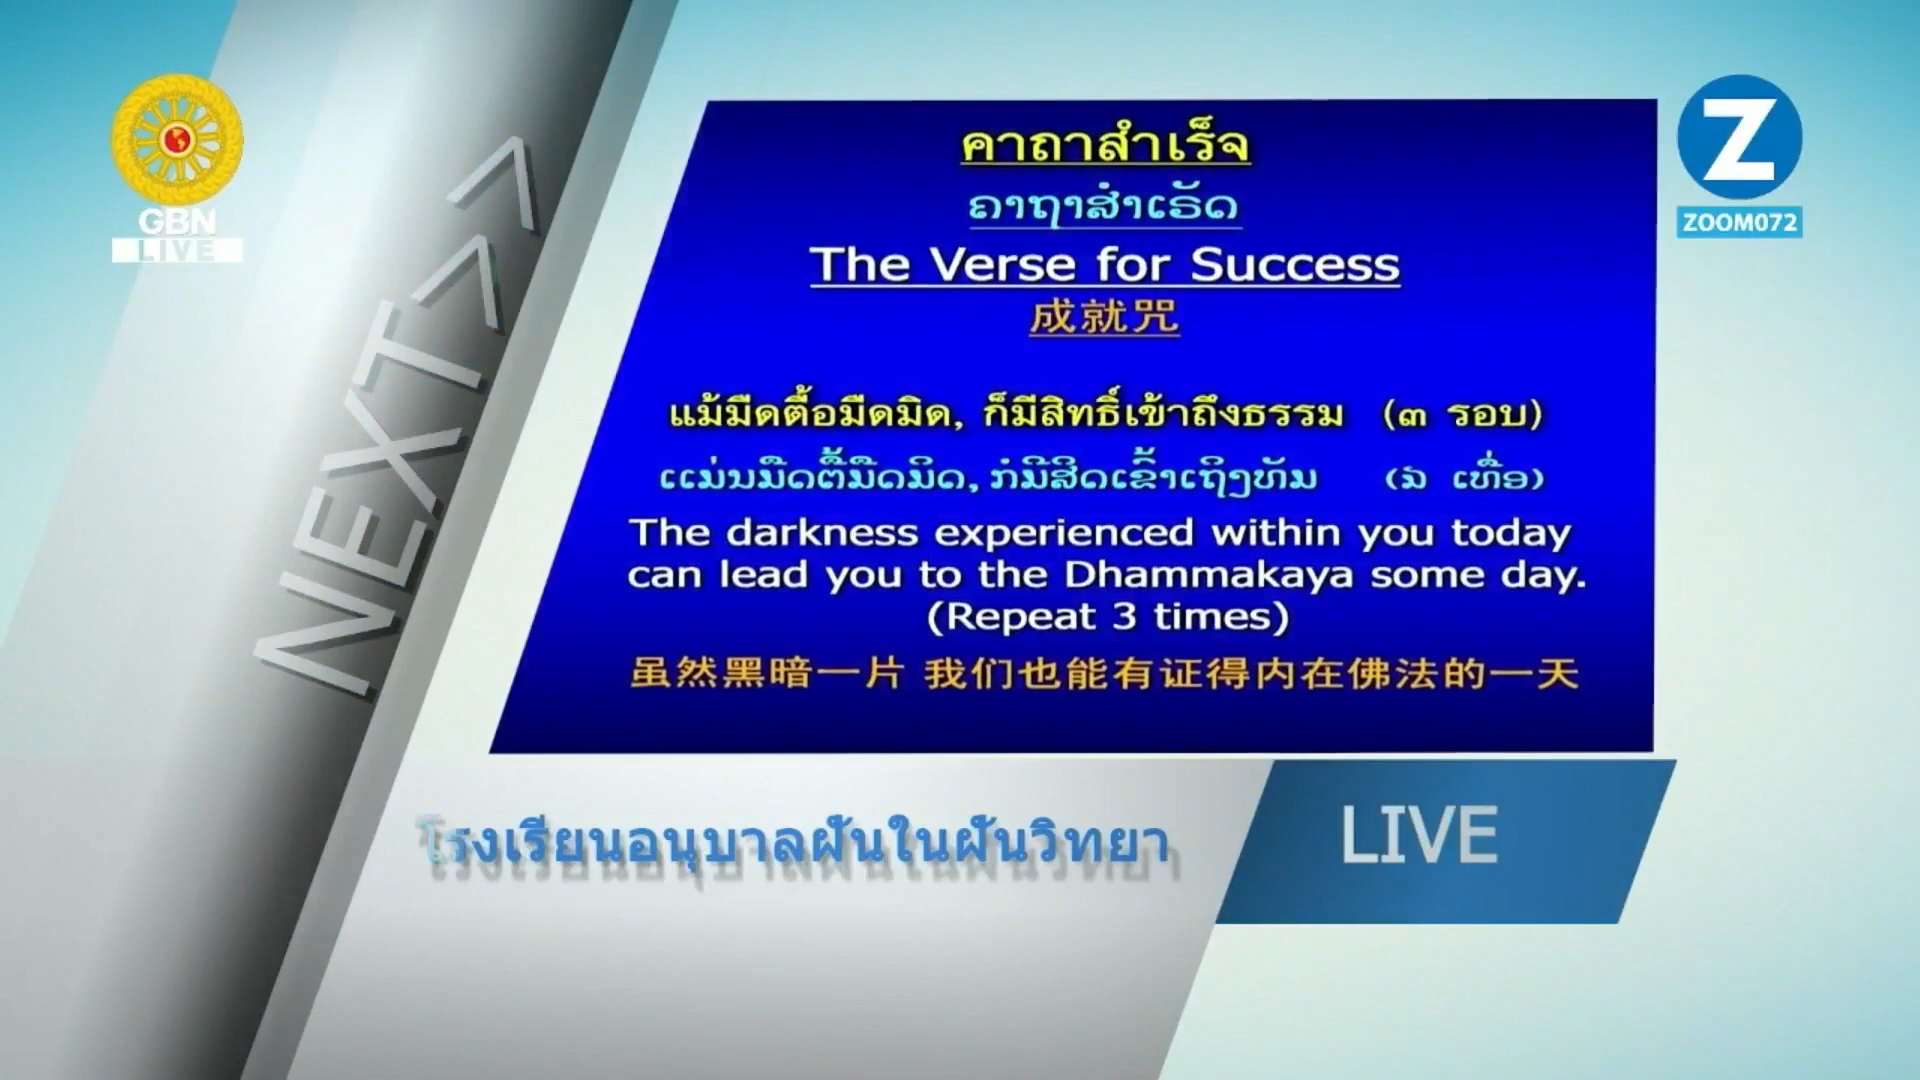 GBN
LIVE
NEXT>>
ZOOM072
คาถาสำเร็จ
ຄາຖາສຳເຣັດ
The Verse for Success
成就咒
แม้มืดตื้อมืดมิด, ก็มีสิทธิ์เข้าถึงธรรม (๓ รอบ)
ແມ່ນມືດຕື້ມືດມິດ, ກໍ່ມີສິດເຂົ້າເຖິງທັມ (໓ ເທື່ອ)
The darkness experienced within you today
can lead you to the Dhammakaya some day.
(Repeat 3 times)
虽然黑暗一片 我们也能有证得内在佛法的一天
โรงเรียนอนุบาลฝันในฝันวิทยา
LIVE